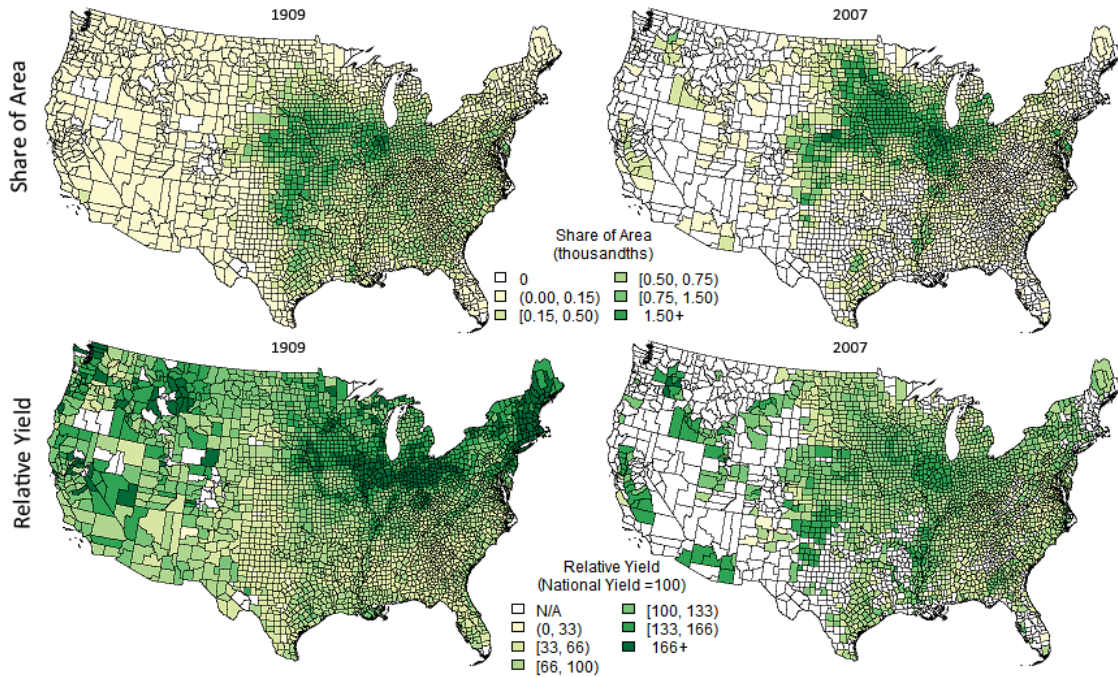 1909
2007
Share of Area
Share of Area
(thousandths)
0
(0.00, 0.15)
[0.15, 0.50)
[0.50, 0.75)
[0.75, 1.50)
1.50+
1909
2007
Relative Yield
Relative Yield
(National Yield =100)
N/A
(0, 33)
[33, 66)
[66, 100)
[100, 133)
[133, 166)
166+